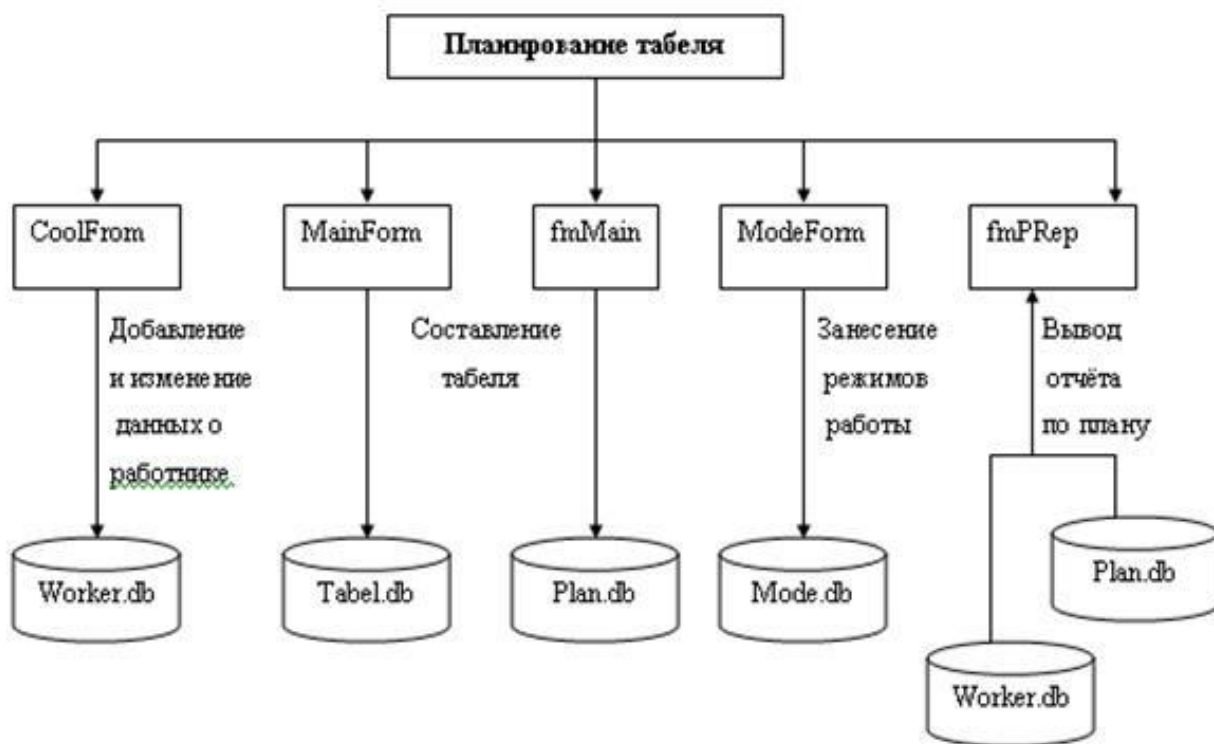 Планирование табеля
CoolFrom
MainForm
fmMain
ModeForm
fmPRep
Добавление
и изменение
данных о
работнике
Составление
табеля
Занесение
режимов
работы
Вывод
отчёта
по плану
Worker.db
Tabel.db
Plan.db
Mode.db
Plan.db
Worker.db